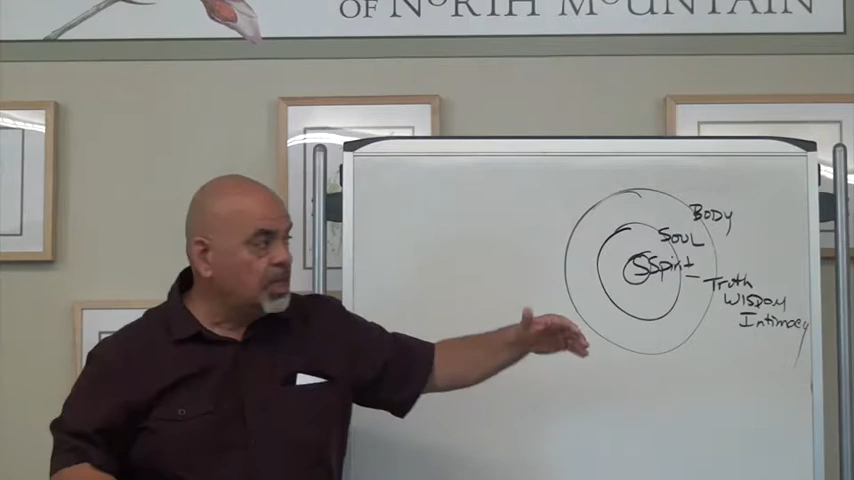 OF NORTH MOUNTAIN
BODY
SOUL
Spirit
Truth
WISDOM
Intimacy